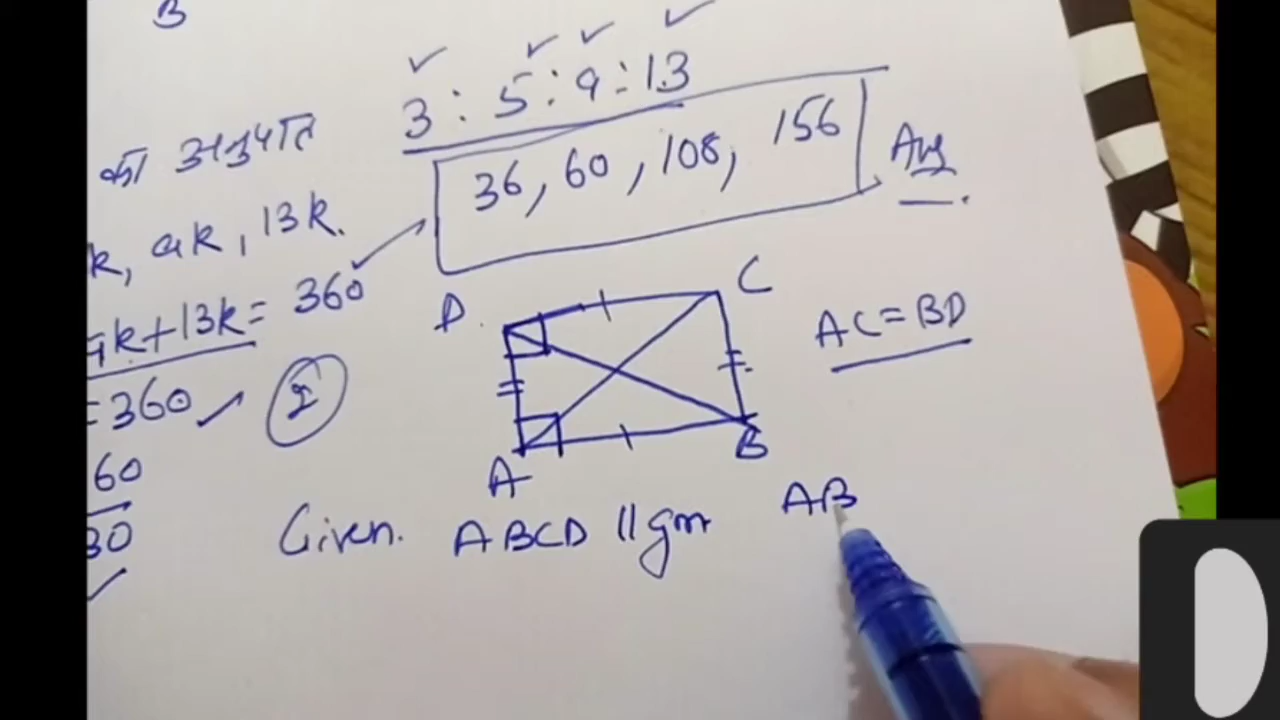 B
3 : 5 : 9 : 13
का अनुपात
36, 60, 108, 156 Ans
k, 9k, 13k.
9k+13k= 360
=360
2
60
30
D C
A B
AC=BD
Given. ABCD ||gm AB